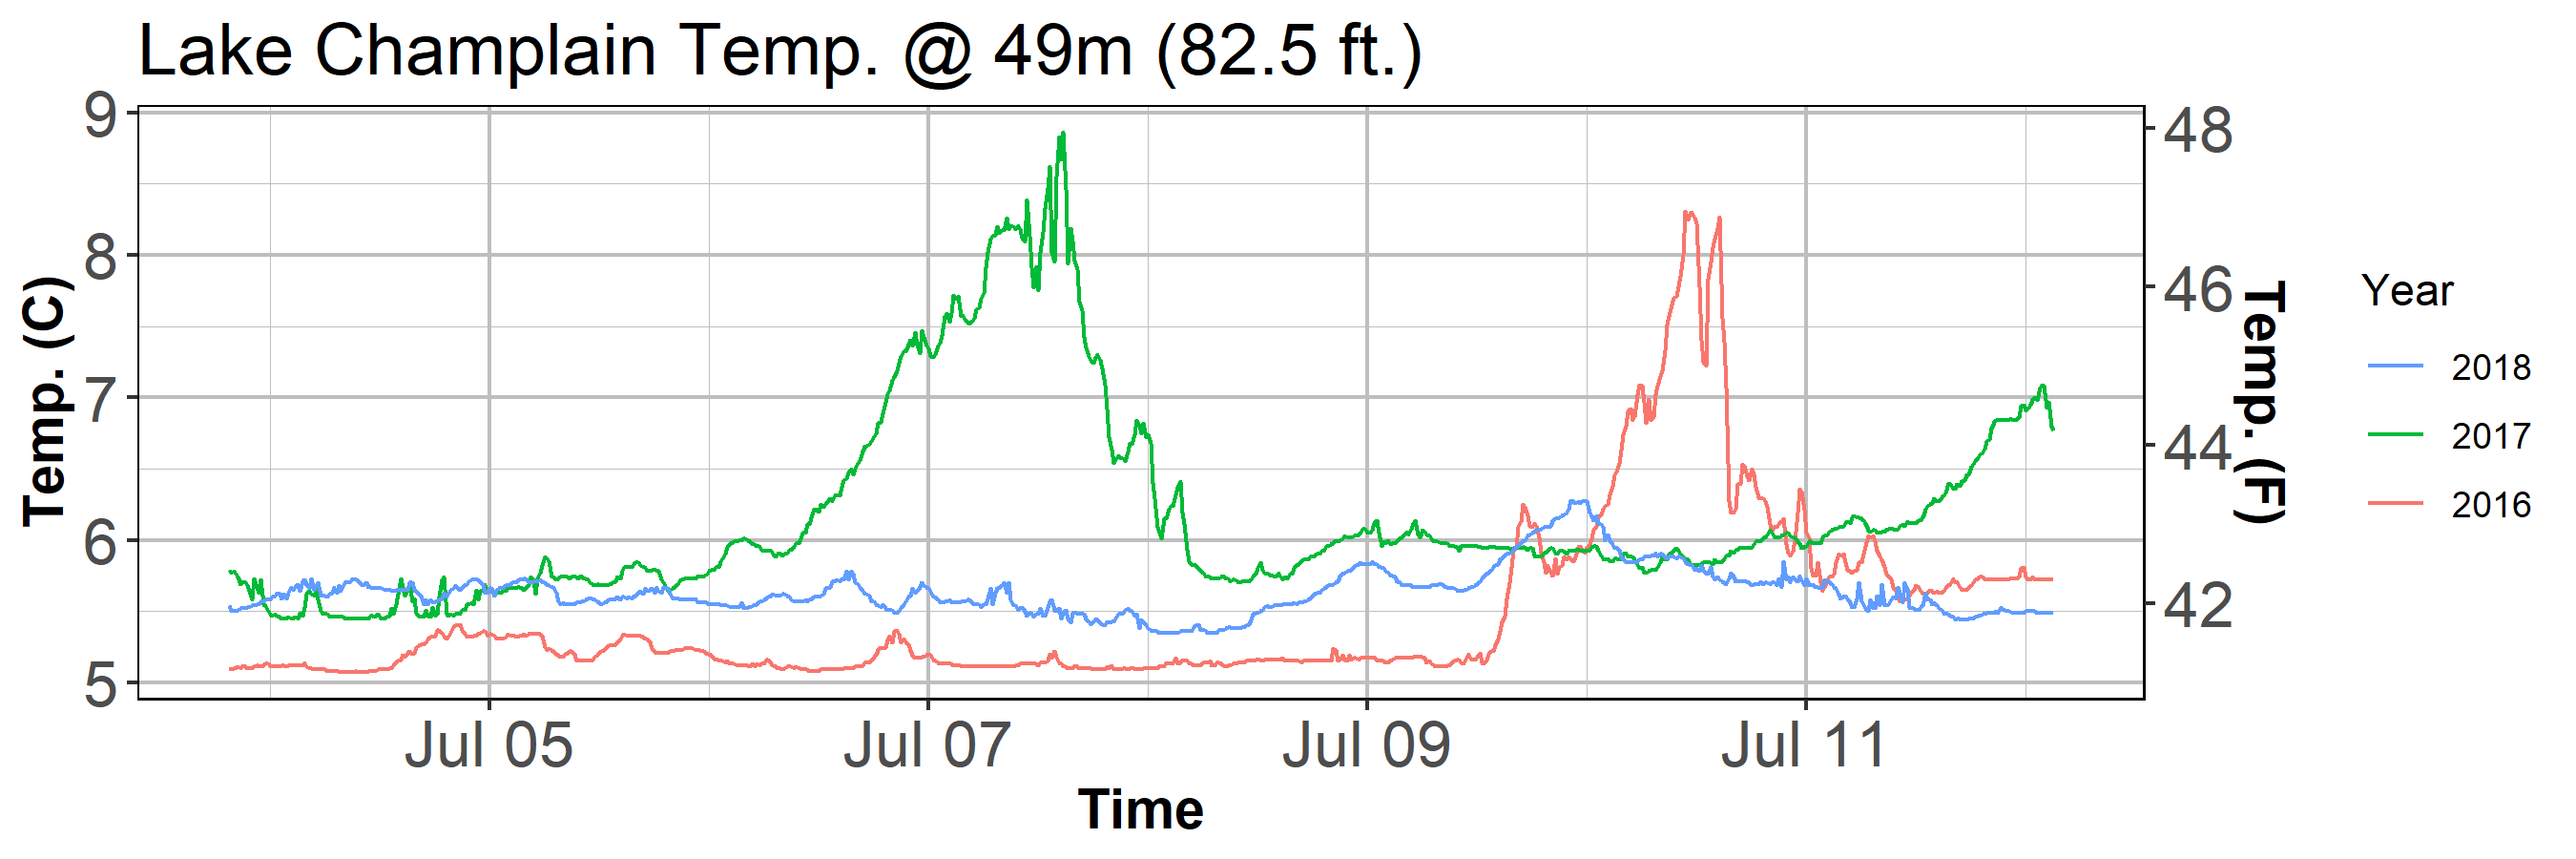 Lake Champlain Temp. @ 49m (82.5 ft.)
9
8
7
6
5
Temp. (C)
48
46
44
42
Temp. (F)
Jul 05
Jul 07
Jul 09
Jul 11
Time
Year
2018
2017
2016